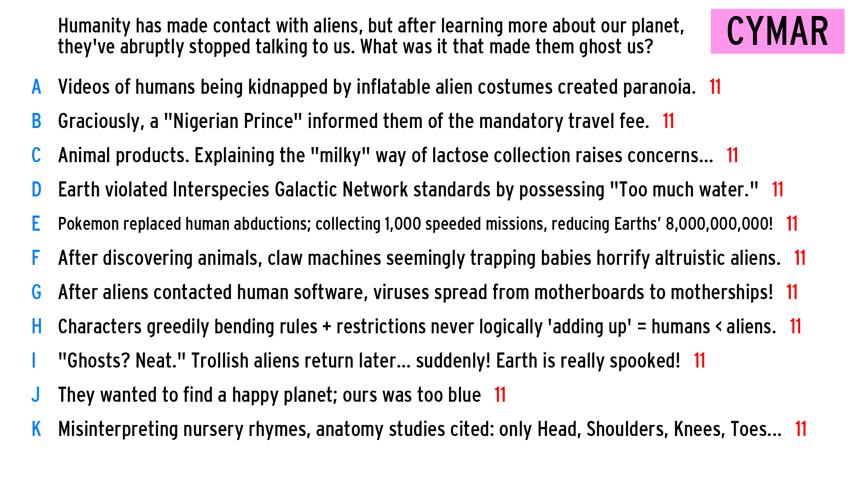 Humanity has made contact with aliens, but after learning more about our planet,
they've abruptly stopped talking to us. What was it that made them ghost us?
CYMAR
A Videos of humans being kidnapped by inflatable alien costumes created paranoia. 11
B Graciously, a "Nigerian Prince" informed them of the mandatory travel fee. 11
C Animal products. Explaining the "milky" way of lactose collection raises concerns... 11
D Earth violated Interspecies Galactic Network standards by possessing "Too much water." 11
E Pokemon replaced human abductions; collecting 1,000 speeded missions, reducing Earths' 8,000,000,000! 11
F After discovering animals, claw machines seemingly trapping babies horrify altruistic aliens. 11
G After aliens contacted human software, viruses spread from motherboards to motherships! 11
H Characters greedily bending rules + restrictions never logically 'adding up' = humans < aliens. 11
I "Ghosts? Neat." Trollish aliens return later... suddenly! Earth is really spooked! 11
J They wanted to find a happy planet; ours was too blue 11
K Misinterpreting nursery rhymes, anatomy studies cited: only Head, Shoulders, Knees, Toes... 11